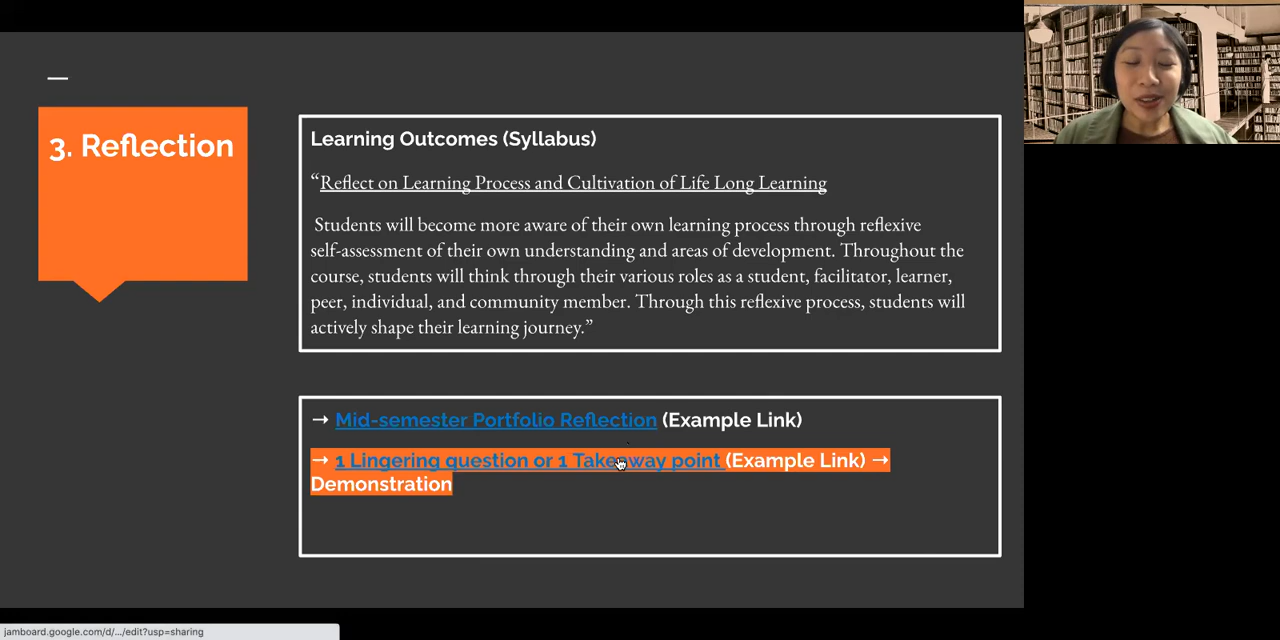 3. Reflection
Learning Outcomes (Syllabus)
“Reflect on Learning Process and Cultivation of Life Long Learning
Students will become more aware of their own learning process through reflexive
self-assessment of their own understanding and areas of development. Throughout the
course, students will think through their various roles as a student, facilitator, learner,
peer, individual, and community member. Through this reflexive process, students will
actively shape their learning journey.”
→ Mid-semester Portfolio Reflection (Example Link)
→ 1 Lingering question or 1 Takeaway point (Example Link) →
Demonstration
jamboard.google.com/d/.../edit?usp=sharing